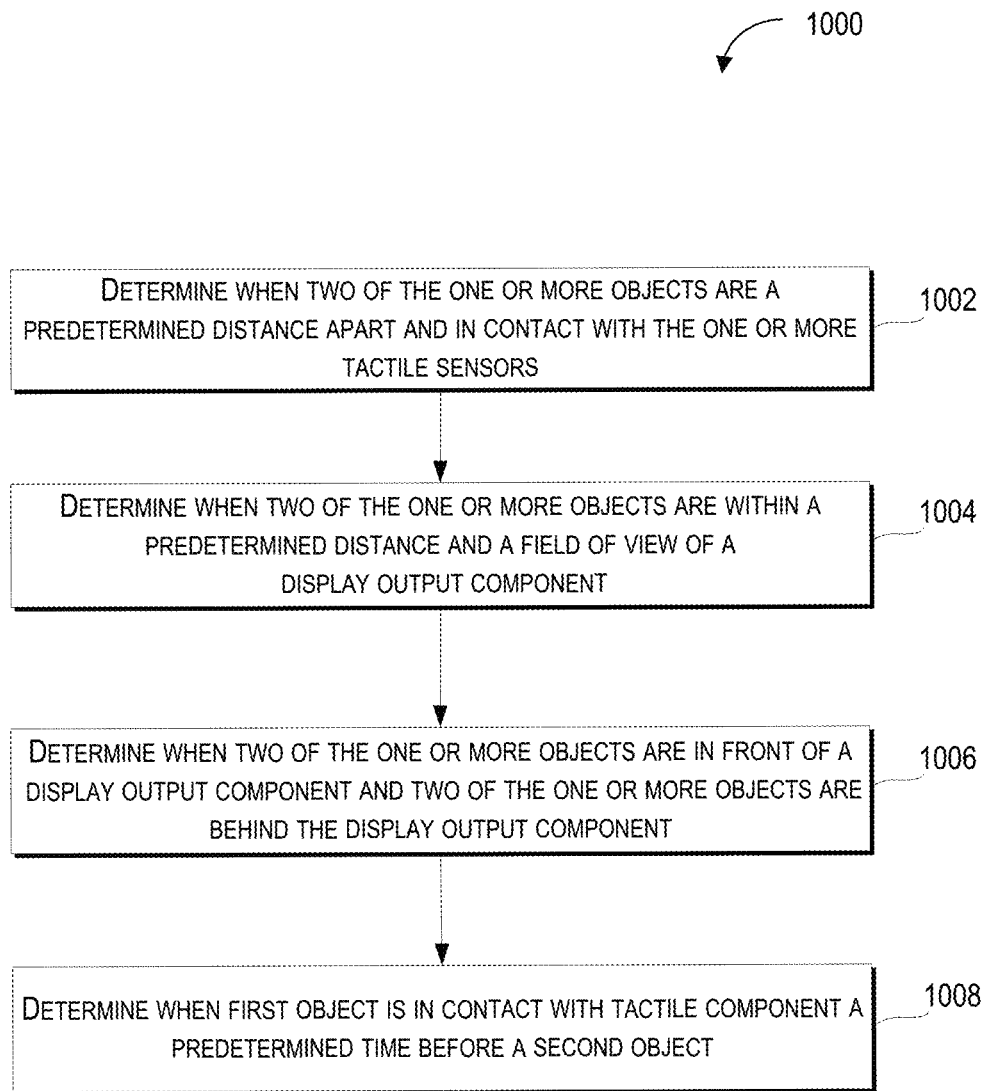 1000
DETERMINE WHEN TWO OF THE ONE OR MORE OBJECTS ARE A
PREDETERMINED DISTANCE APART AND IN CONTACT WITH THE ONE OR MORE
TACTILE SENSORS
1002
DETERMINE WHEN TWO OF THE ONE OR MORE OBJECTS ARE WITHIN A
PREDETERMINED DISTANCE AND A FIELD OF VIEW OF A
DISPLAY OUTPUT COMPONENT
1004
DETERMINE WHEN TWO OF THE ONE OR MORE OBJECTS ARE IN FRONT OF A
DISPLAY OUTPUT COMPONENT AND TWO OF THE ONE OR MORE OBJECTS ARE
BEHIND THE DISPLAY OUTPUT COMPONENT
1006
DETERMINE WHEN FIRST OBJECT IS IN CONTACT WITH TACTILE COMPONENT A
PREDETERMINED TIME BEFORE A SECOND OBJECT
1008